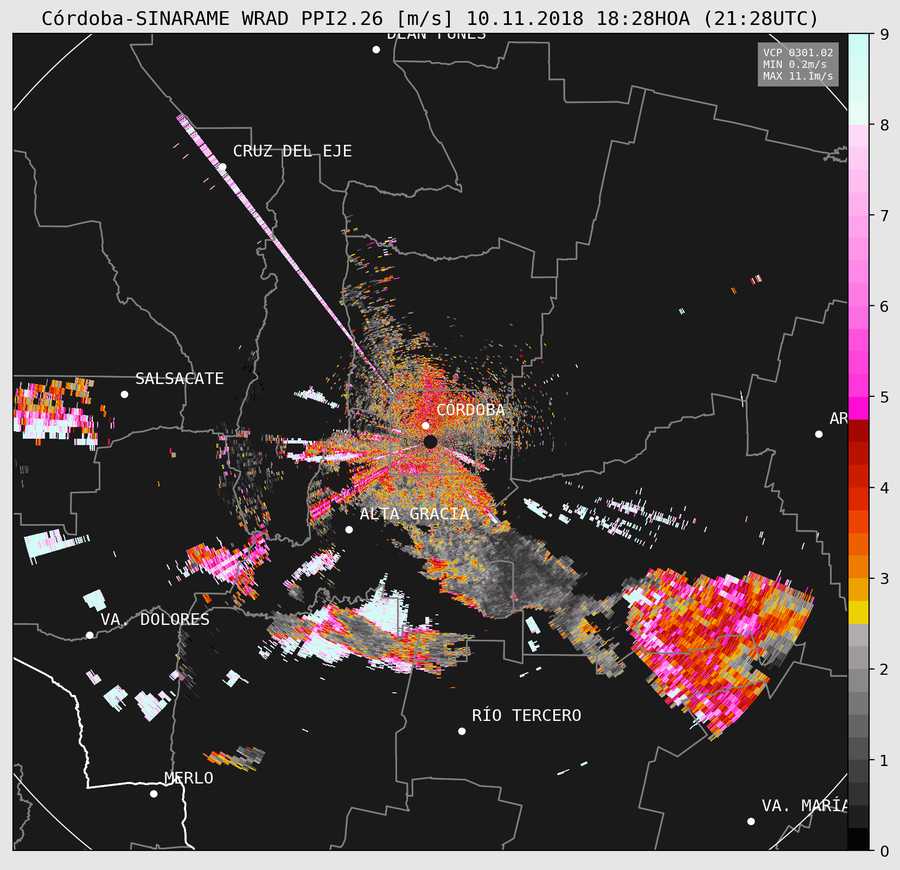 Córdoba-SINARAME WRAD PPI2.26 [m/s] 10.11.2018 18:28HOA (21:28UTC)
DEAN FUNES
VCP 0301.02
MIN 0.2m/s
MAX 11.1m/s
CRUZ DEL EJE
SALSACATE
CÓRDOBA
AR
ALTA GRACIA
VA. DOLORES
RÍO TERCERO
MERLO
VA. MARÍA
9
8
7
6
5
4
3
2
1
0